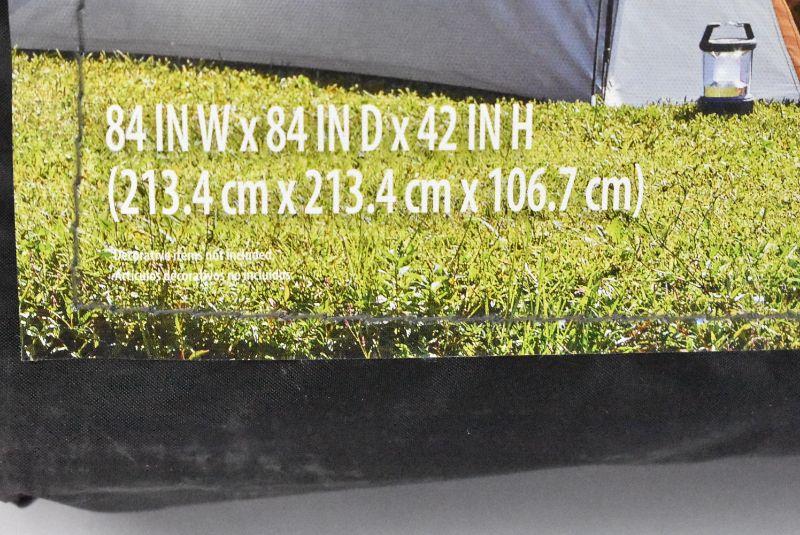 84 IN W x 84 IN D x 42 IN H
(213.4 cm x 213.4 cm x 106.7 cm)
*Decorative items not included.
*Artículos decorativos no incluidos.